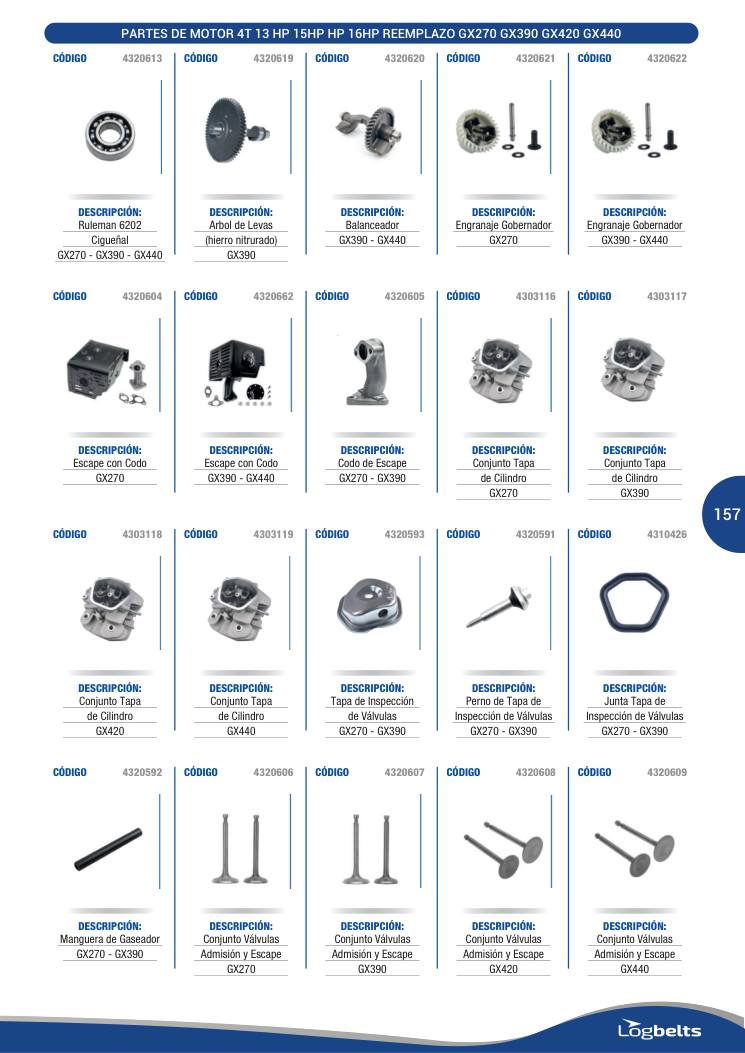 PARTES DE MOTOR 4T 13 HP 15HP HP 16HP REEMPLAZO GX270 GX390 GX420 GX440
CÓDIGO 4320613
DESCRIPCIÓN:
Ruleman 6202
Cigueñal
GX270 - GX390 - GX440
CÓDIGO 4320619
DESCRIPCIÓN:
Arbol de Levas
(hierro nitrurado)
GX390
CÓDIGO 4320620
DESCRIPCIÓN:
Balanceador
GX390 - GX440
CÓDIGO 4320621
DESCRIPCIÓN:
Engranaje Gobernador
GX270
CÓDIGO 4320622
DESCRIPCIÓN:
Engranaje Gobernador
GX390 - GX440
CÓDIGO 4320604
DESCRIPCIÓN:
Escape con Codo
GX270
CÓDIGO 4320662
DESCRIPCIÓN:
Escape con Codo
GX390 - GX440
CÓDIGO 4320605
DESCRIPCIÓN:
Codo de Escape
GX270 - GX390
CÓDIGO 4303116
DESCRIPCIÓN:
Conjunto Tapa
de Cilindro
GX270
CÓDIGO 4303117
DESCRIPCIÓN:
Conjunto Tapa
de Cilindro
GX390
157
CÓDIGO 4303118
DESCRIPCIÓN:
Conjunto Tapa
de Cilindro
GX420
CÓDIGO 4303119
DESCRIPCIÓN:
Conjunto Tapa
de Cilindro
GX440
CÓDIGO 4320593
DESCRIPCIÓN:
Tapa de Inspección
de Válvulas
GX270 - GX390
CÓDIGO 4320591
DESCRIPCIÓN:
Perno de Tapa de
Inspección de Válvulas
GX270 - GX390
CÓDIGO 4310426
DESCRIPCIÓN:
Junta Tapa de
Inspección de Válvulas
GX270 - GX390
CÓDIGO 4320592
DESCRIPCIÓN:
Manguera de Gaseador
GX270 - GX390
CÓDIGO 4320606
DESCRIPCIÓN:
Conjunto Válvulas
Admisión y Escape
GX270
CÓDIGO 4320607
DESCRIPCIÓN:
Conjunto Válvulas
Admisión y Escape
GX390
CÓDIGO 4320608
DESCRIPCIÓN:
Conjunto Válvulas
Admisión y Escape
GX420
CÓDIGO 4320609
DESCRIPCIÓN:
Conjunto Válvulas
Admisión y Escape
GX440
Logbelts